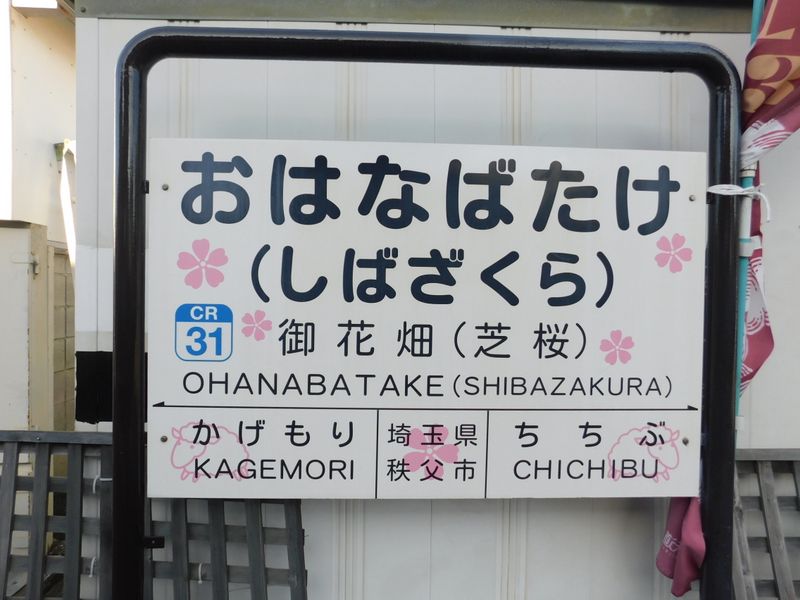 おはなばたけ
(しばざくら)
CR
31
御花畑(芝桜)
OHANABATAKE(SHIBAZAKURA)
かげもり
KAGEMORI
埼玉県
秩父市
ちちぶ
CHICHIBU